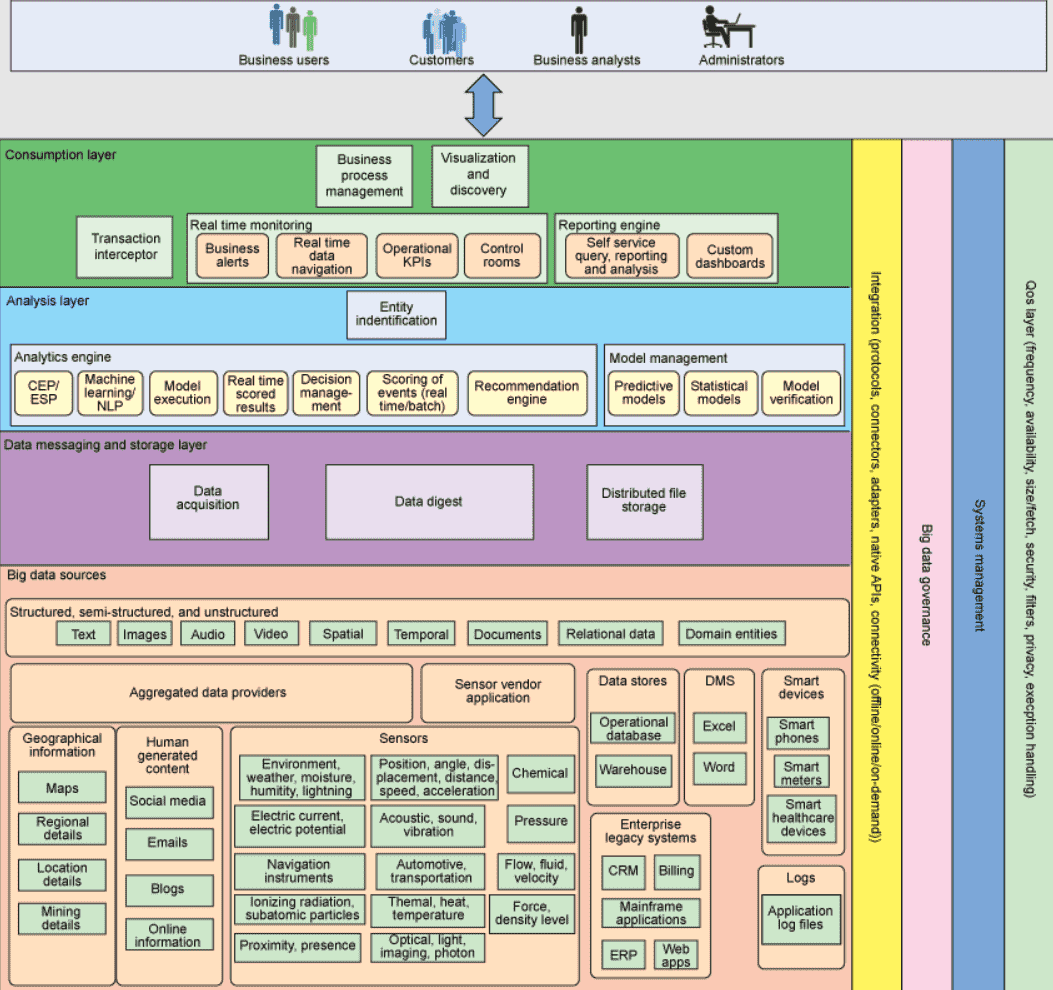 Business users
Customers
Business analysts
Administrators
Consumption layer
Business
process
management
Visualization
and
discovery
Transaction
interceptor
Real time monitoring
Business
alerts
Real time
data
navigation
Operational
KPIs
Control
rooms
Reporting engine
Self service
query, reporting
and analysis
Custom
dashboards
Analysis layer
Entity
indentification
Analytics engine
CEP/
ESP
Machine
learning/
NLP
Model
execution
Real time
scored
results
Decision
manage-
ment
Scoring of
events (real
time/batch)
Recommendation
engine
Model management
Predictive
models
Statistical
models
Model
verification
Data messaging and storage layer
Data
acquisition
Data digest
Distributed file
storage
Big data sources
Structured, semi-structured, and unstructured
Text
Images
Audio
Video
Spatial
Temporal
Documents
Relational data
Domain entities
Aggregated data providers
Sensor vendor
application
Geographical
information
Maps
Regional
details
Location
details
Mining
details
Human
generated
content
Social media
Emails
Blogs
Online
information
Sensors
Environment,
weather, moisture,
humitity, lightning
Position, angle, dis-
placement, distance,
speed, acceleration
Chemical
Electric current,
electric potential
Acoustic, sound,
vibration
Pressure
Navigation
instruments
Automotive,
transportation
Flow, fluid,
velocity
Ionizing radiation,
subatomic particles
Themal, heat,
temperature
Force,
density level
Proximity, presence
Optical, light,
imaging, photon
Data stores
Operational
database
Warehouse
DMS
Excel
Word
Smart
devices
Smart
phones
Smart
meters
Smart
healthcare
devices
Enterprise
legacy systems
CRM
Billing
Mainframe
applications
ERP
Web
apps
Logs
Application
log files
Integration (protocols, connectors, adapters, native APIs, connectivity (offline/online/on-demand))
Big data governance
Systems management
Qos layer (frequency, availability, size/fetch, security, filters, privacy, execption handling)